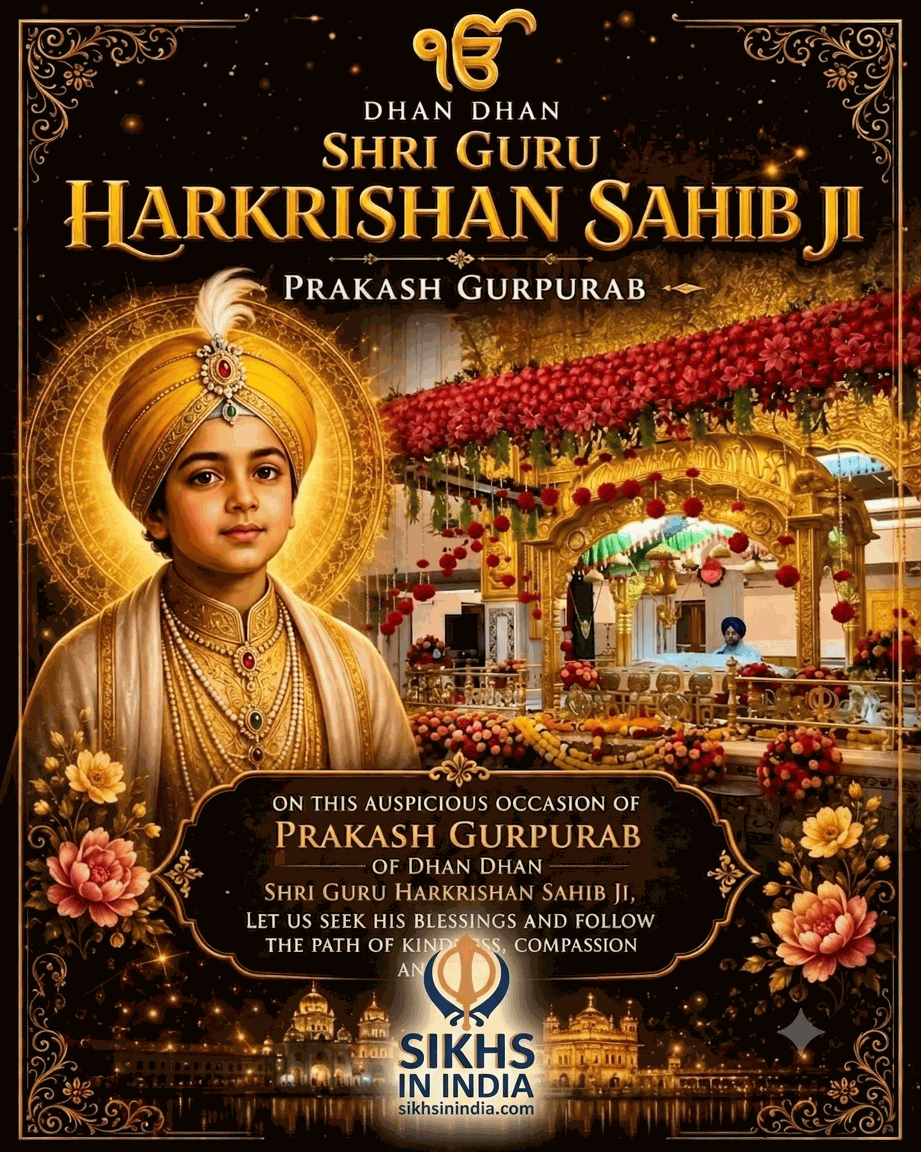 ੴ
DHAN DHAN
SHRI GURU
HARKRISHAN SAHIB JI
PRAKASH GURPURAB
ON THIS AUSPICIOUS OCCASION OF
PRAKASH GURPURAB
OF DHAN DHAN
SHRI GURU HARKRISHAN SAHIB JI,
LET US SEEK HIS BLESSINGS AND FOLLOW
THE PATH OF KINDNESS, COMPASSION
SIKHS
IN INDIA
sikhsinindia.com